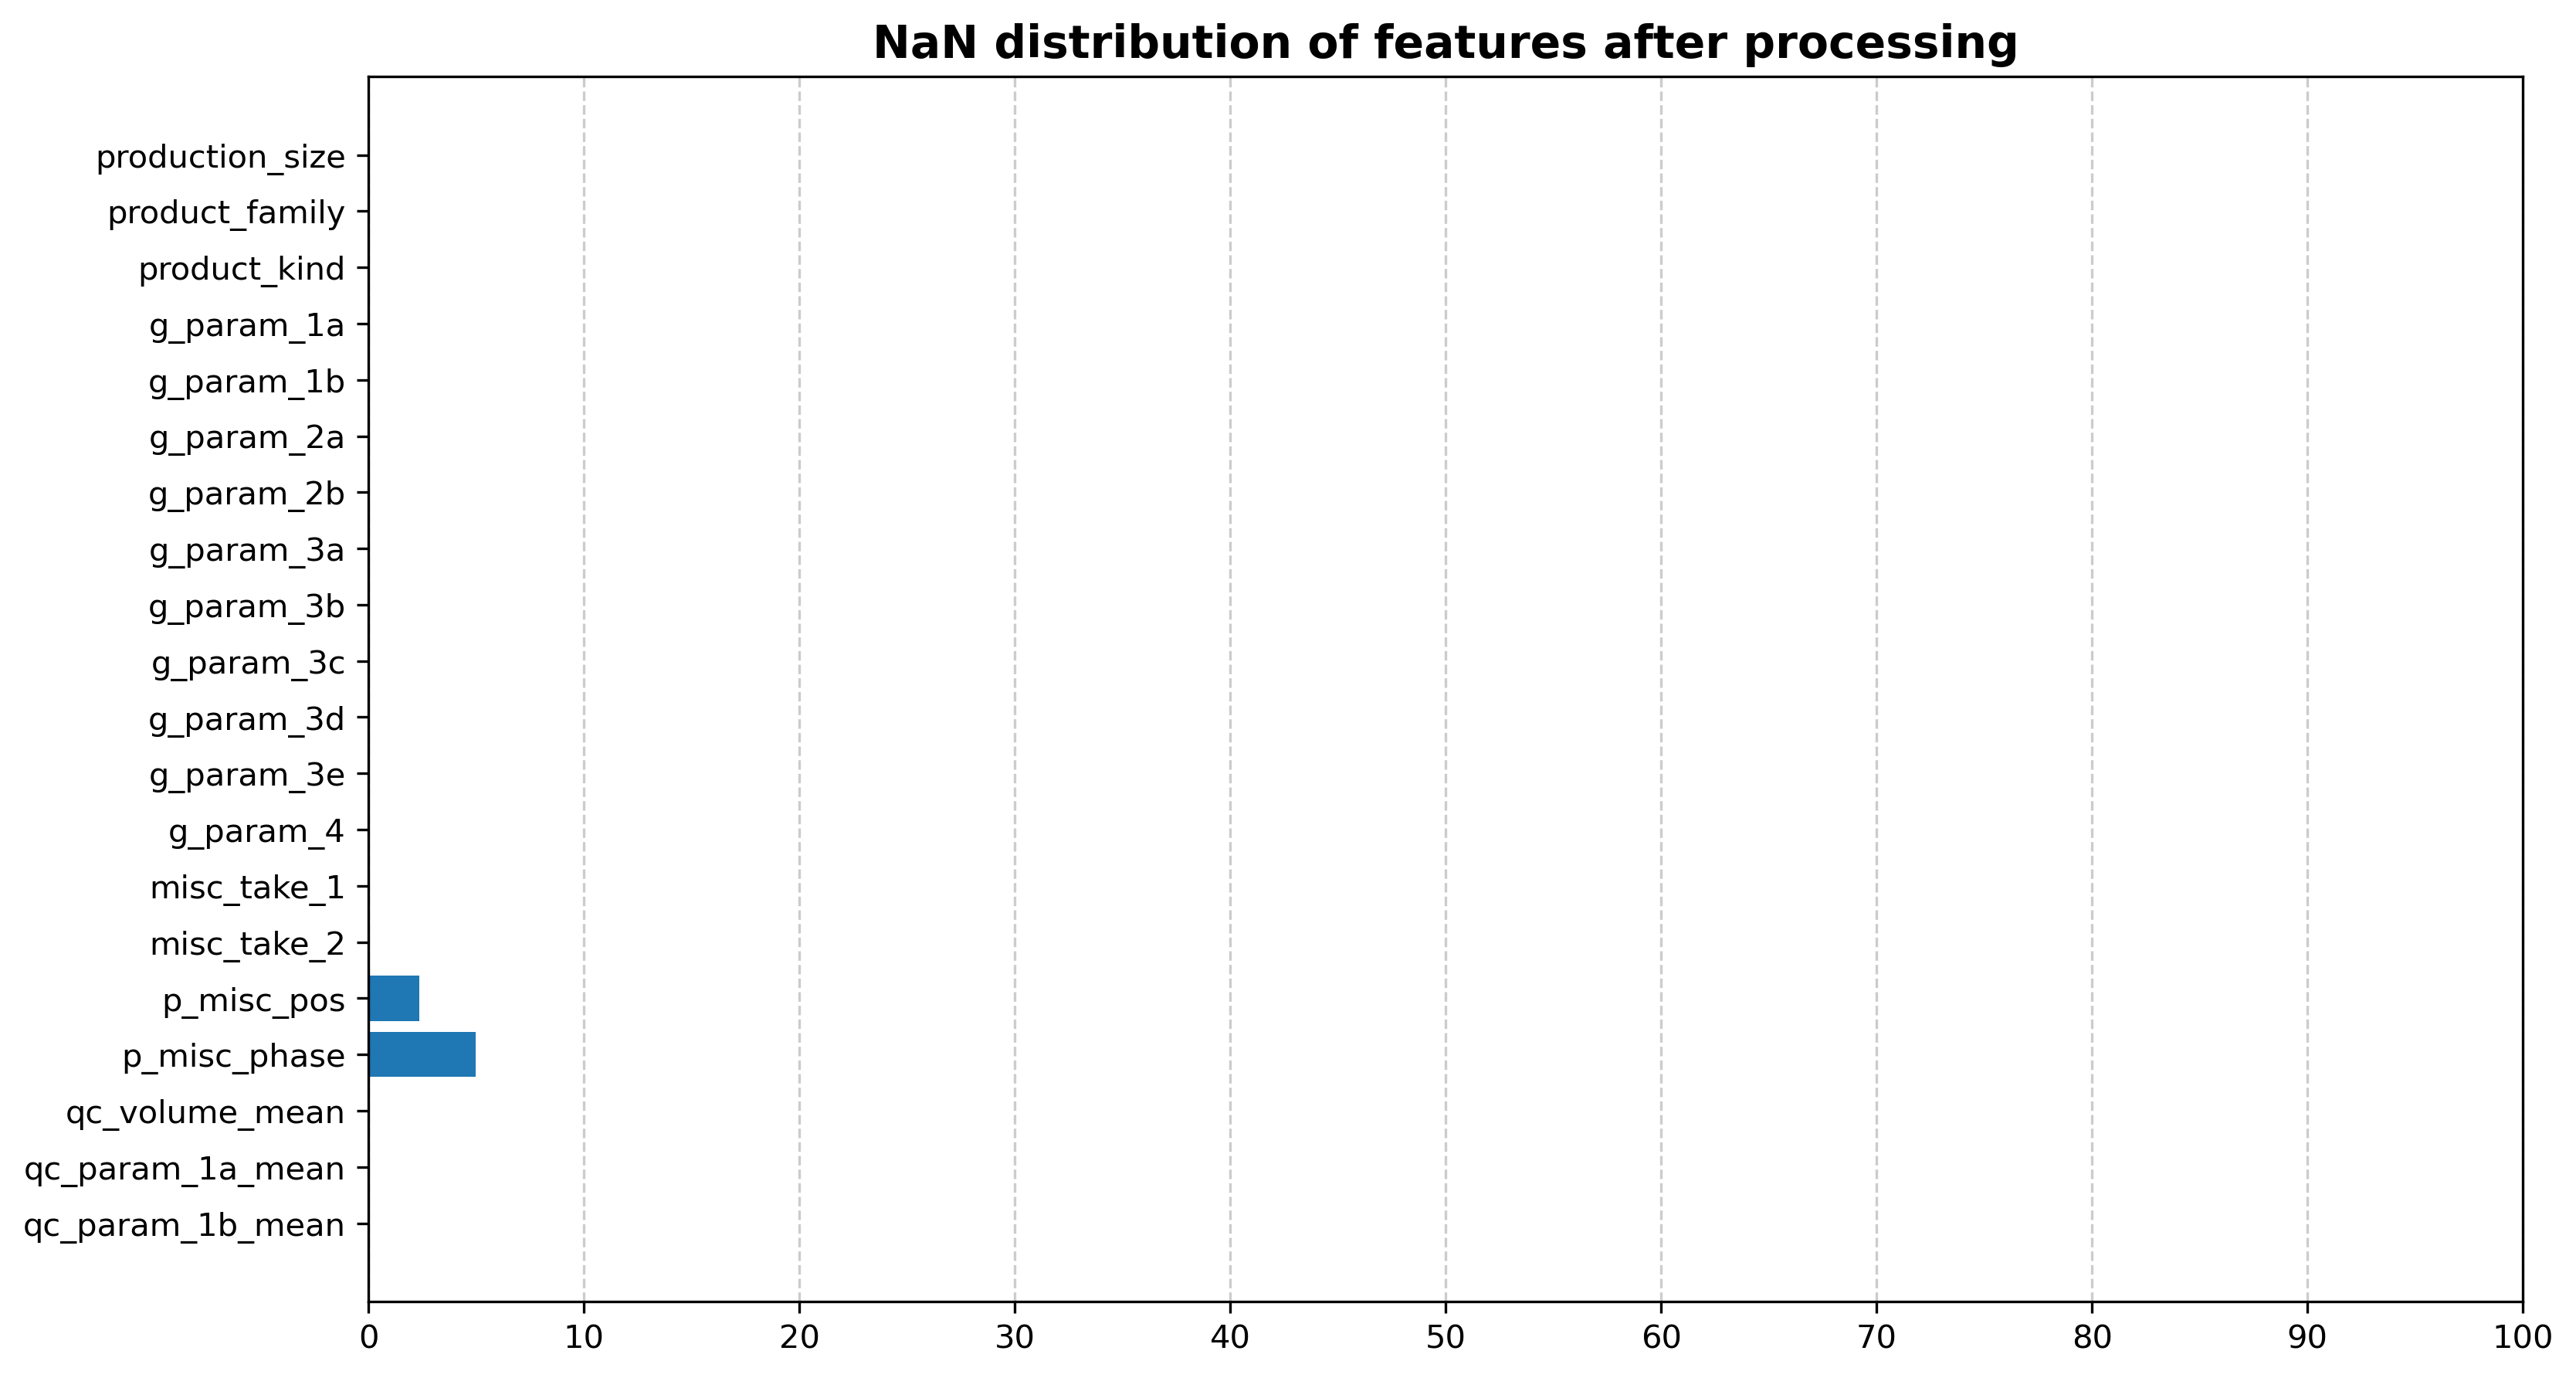 NaN distribution of features after processing
production_size
product_family
product_kind
g_param_1a
g_param_1b
g_param_2a
g_param_2b
g_param_3a
g_param_3b
g_param_3c
g_param_3d
g_param_3e
g_param_4
misc_take_1
misc_take_2
p_misc_pos
p_misc_phase
qc_volume_mean
qc_param_1a_mean
qc_param_1b_mean
0 10 20 30 40 50 60 70 80 90 100